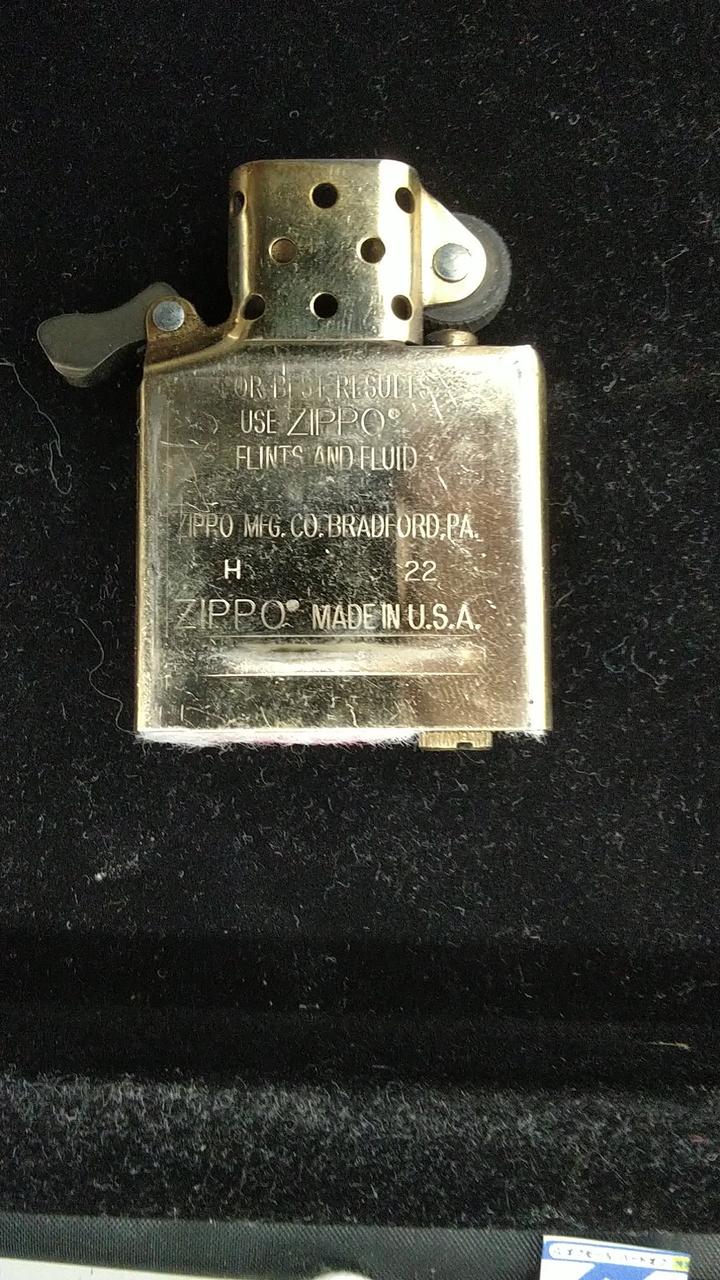 FOR BEST RESULTS
USE ZIPPO®
FLINTS AND FLUID
ZIPPO MFG. CO. BRADFORD, PA.
H 22
ZIPPO® MADE IN U.S.A.